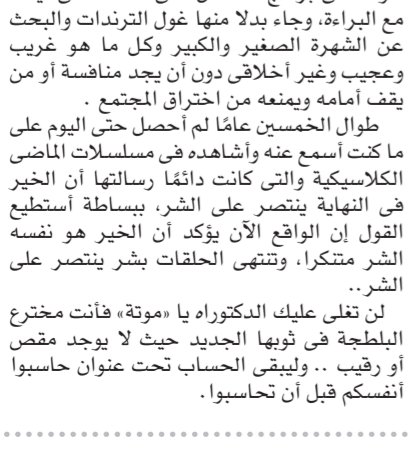 مع البراءة، وجاء بدلا منها غول الترندات والبحث
عن الشهرة الصغير والكبير وكل ما هو غريب
وعجيب وغير أخلاقى دون أن يجد منافسة أو من
يقف أمامه ويمنعه من اختراق المجتمع .
طوال الخمسين عامًا لم أحصل حتى اليوم على
ما كنت أسمع عنه وأشاهده فى مسلسلات الماضى
الكلاسيكية والتى كانت دائمًا رسالتها أن الخير
فى النهاية ينتصر على الشر، ببساطة أستطيع
القول إن الواقع الآن يؤكد أن الخير هو نفسه
الشر متنكرا، وتنتهى الحلقات بشر ينتصر على
الشر..
لن تغلى عليك الدكتوراه يا «موتة» فأنت مخترع
البلطجة فى ثوبها الجديد حيث لا يوجد مقص
أو رقيب .. وليبقى الحساب تحت عنوان حاسبوا
أنفسكم قبل أن تحاسبوا.